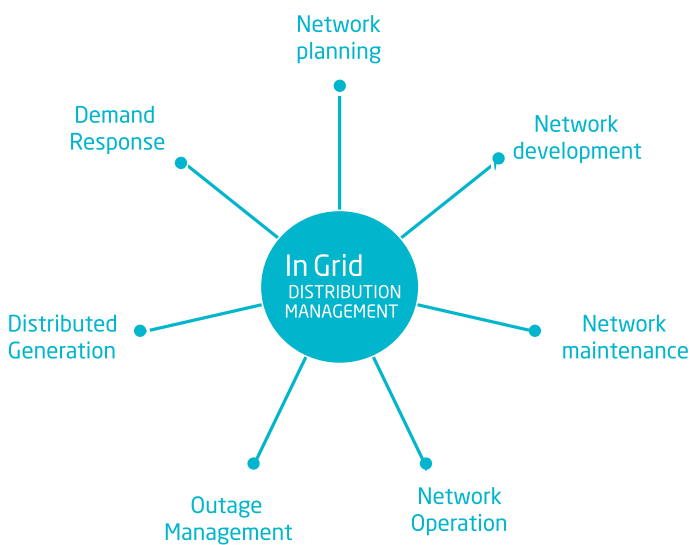 Network
planning
Demand
Response
Network
development
In Grid
DISTRIBUTION
MANAGEMENT
Distributed
Generation
Network
maintenance
Outage
Management
Network
Operation